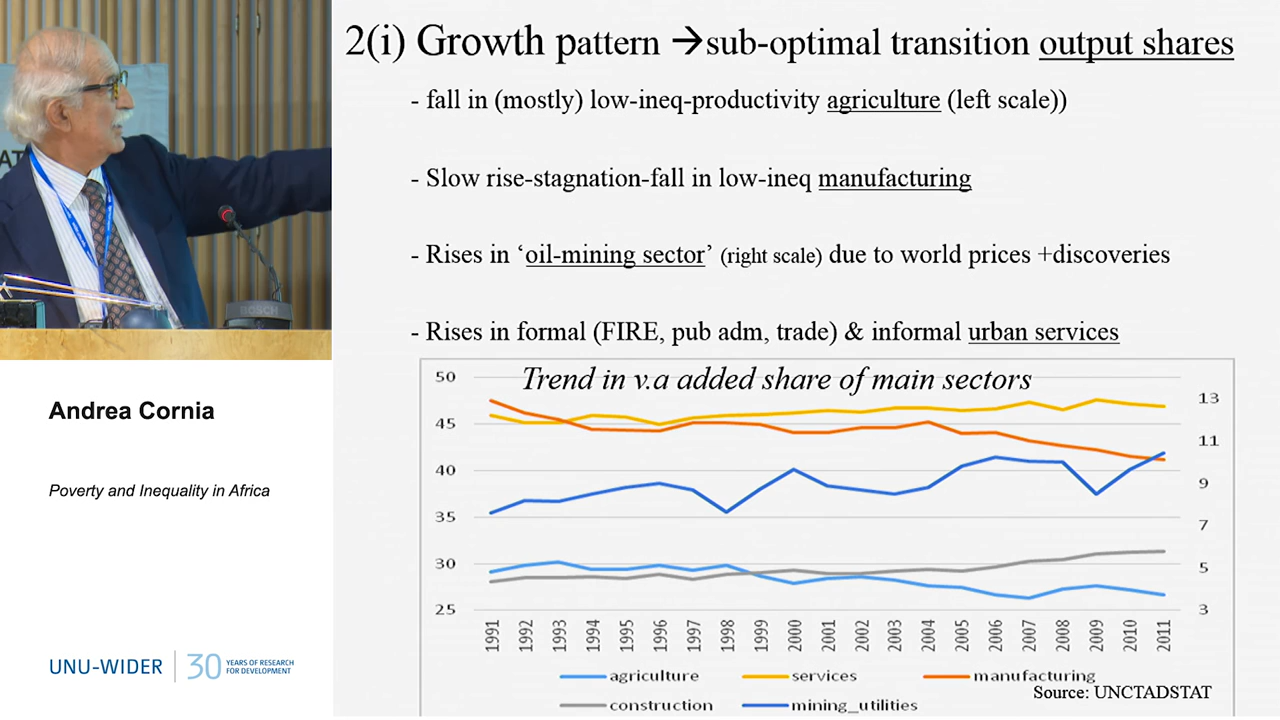 2(i) Growth pattern →sub-optimal transition output shares
- fall in (mostly) low-ineq-productivity agriculture (left scale))
- Slow rise-stagnation-fall in low-ineq manufacturing
- Rises in ‘oil-mining sector’ (right scale) due to world prices +discoveries
- Rises in formal (FIRE, pub adm, trade) & informal urban services
Trend in v.a added share of main sectors
50
45
40
35
30
25
13
11
9
7
5
3
1991 1992 1993 1994 1995 1996 1997 1998 1999 2000 2001 2002 2003 2004 2005 2006 2007 2008 2009 2010 2011
agriculture services manufacturing
construction mining_utilities
Source: UNCTADSTAT
BOSCH
Andrea Cornia
Poverty and Inequality in Africa
UNU-WIDER 30 YEARS OF RESEARCH
FOR DEVELOPMENT